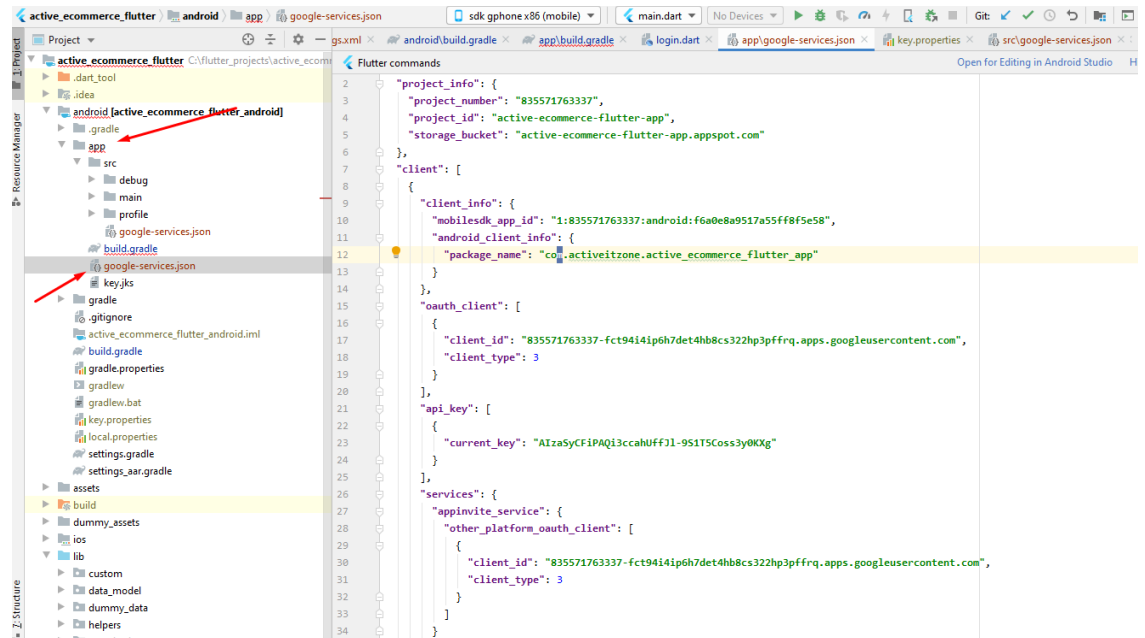 active_ecommerce_flutter android app google-services.json sdk gphone x86 (mobile) main.dart No Devices Git:
Project gs.xml android\build.gradle app\build.gradle login.dart app\google-services.json key.properties src\google-services.json
Flutter commands Open for Editing in Android Studio
1: Project
Resource Manager
Z: Structure
active_ecommerce_flutter C:\flutter_projects\active_ecomm
.dart_tool
.idea
android [active_ecommerce_flutter_android]
.gradle
app
src
debug
main
profile
google-services.json
build.gradle
google-services.json
key.jks
gradle
.gitignore
active_ecommerce_flutter_android.iml
build.gradle
gradle.properties
gradlew
gradlew.bat
key.properties
local.properties
settings.gradle
settings_aar.gradle
assets
build
dummy_assets
ios
lib
custom
data_model
dummy_data
helpers
2 "project_info": {
3 "project_number": "835571763337",
4 "project_id": "active-ecommerce-flutter-app",
5 "storage_bucket": "active-ecommerce-flutter-app.appspot.com"
6 },
7 "client": [
8 {
9 "client_info": {
10 "mobilesdk_app_id": "1:835571763337:android:f6a0e8a9517a55ff8f5e58",
11 "android_client_info": {
12 "package_name": "com.activeitzone.active_ecommerce_flutter_app"
13 }
14 },
15 "oauth_client": [
16 {
17 "client_id": "835571763337-fct94i4ip6h7det4hb8cs322hp3pffrq.apps.googleusercontent.com",
18 "client_type": 3
19 }
20 ],
21 "api_key": [
22 {
23 "current_key": "AIzaSyCFiPAQi3ccahUffJl-9S1T5Coss3y0KXg"
24 }
25 ],
26 "services": {
27 "appinvite_service": {
28 "other_platform_oauth_client": [
29 {
30 "client_id": "835571763337-fct94i4ip6h7det4hb8cs322hp3pffrq.apps.googleusercontent.com",
31 "client_type": 3
32 }
33 ]
34 }